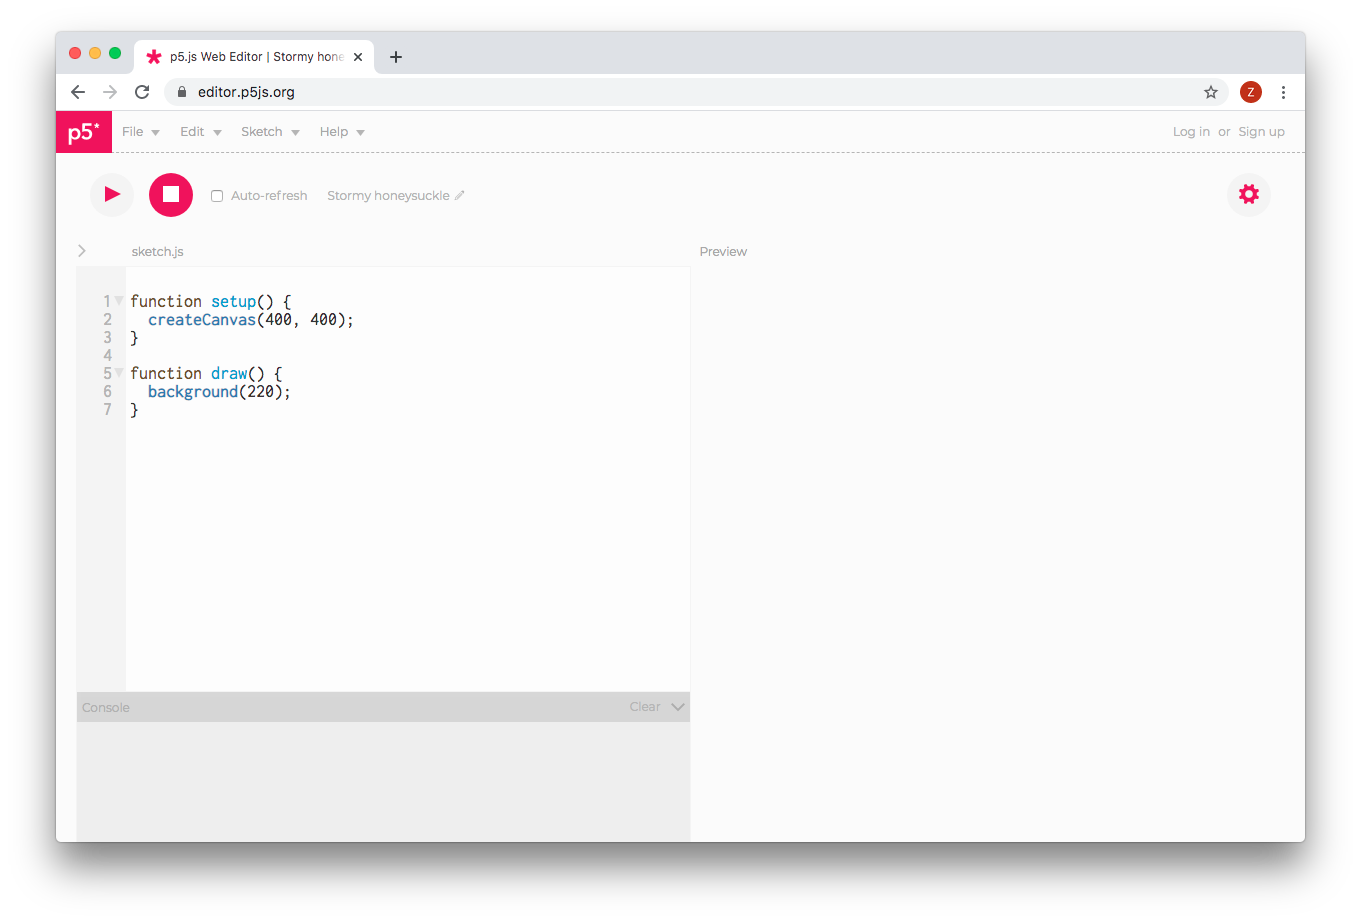 p5.js Web Editor | Stormy hone
editor.p5js.org
Z
p5*
File Edit Sketch Help
Log in or Sign up
Auto-refresh Stormy honeysuckle
sketch.js
Preview
1 function setup() {
2   createCanvas(400, 400);
3 }
4
5 function draw() {
6   background(220);
7 }
Console Clear